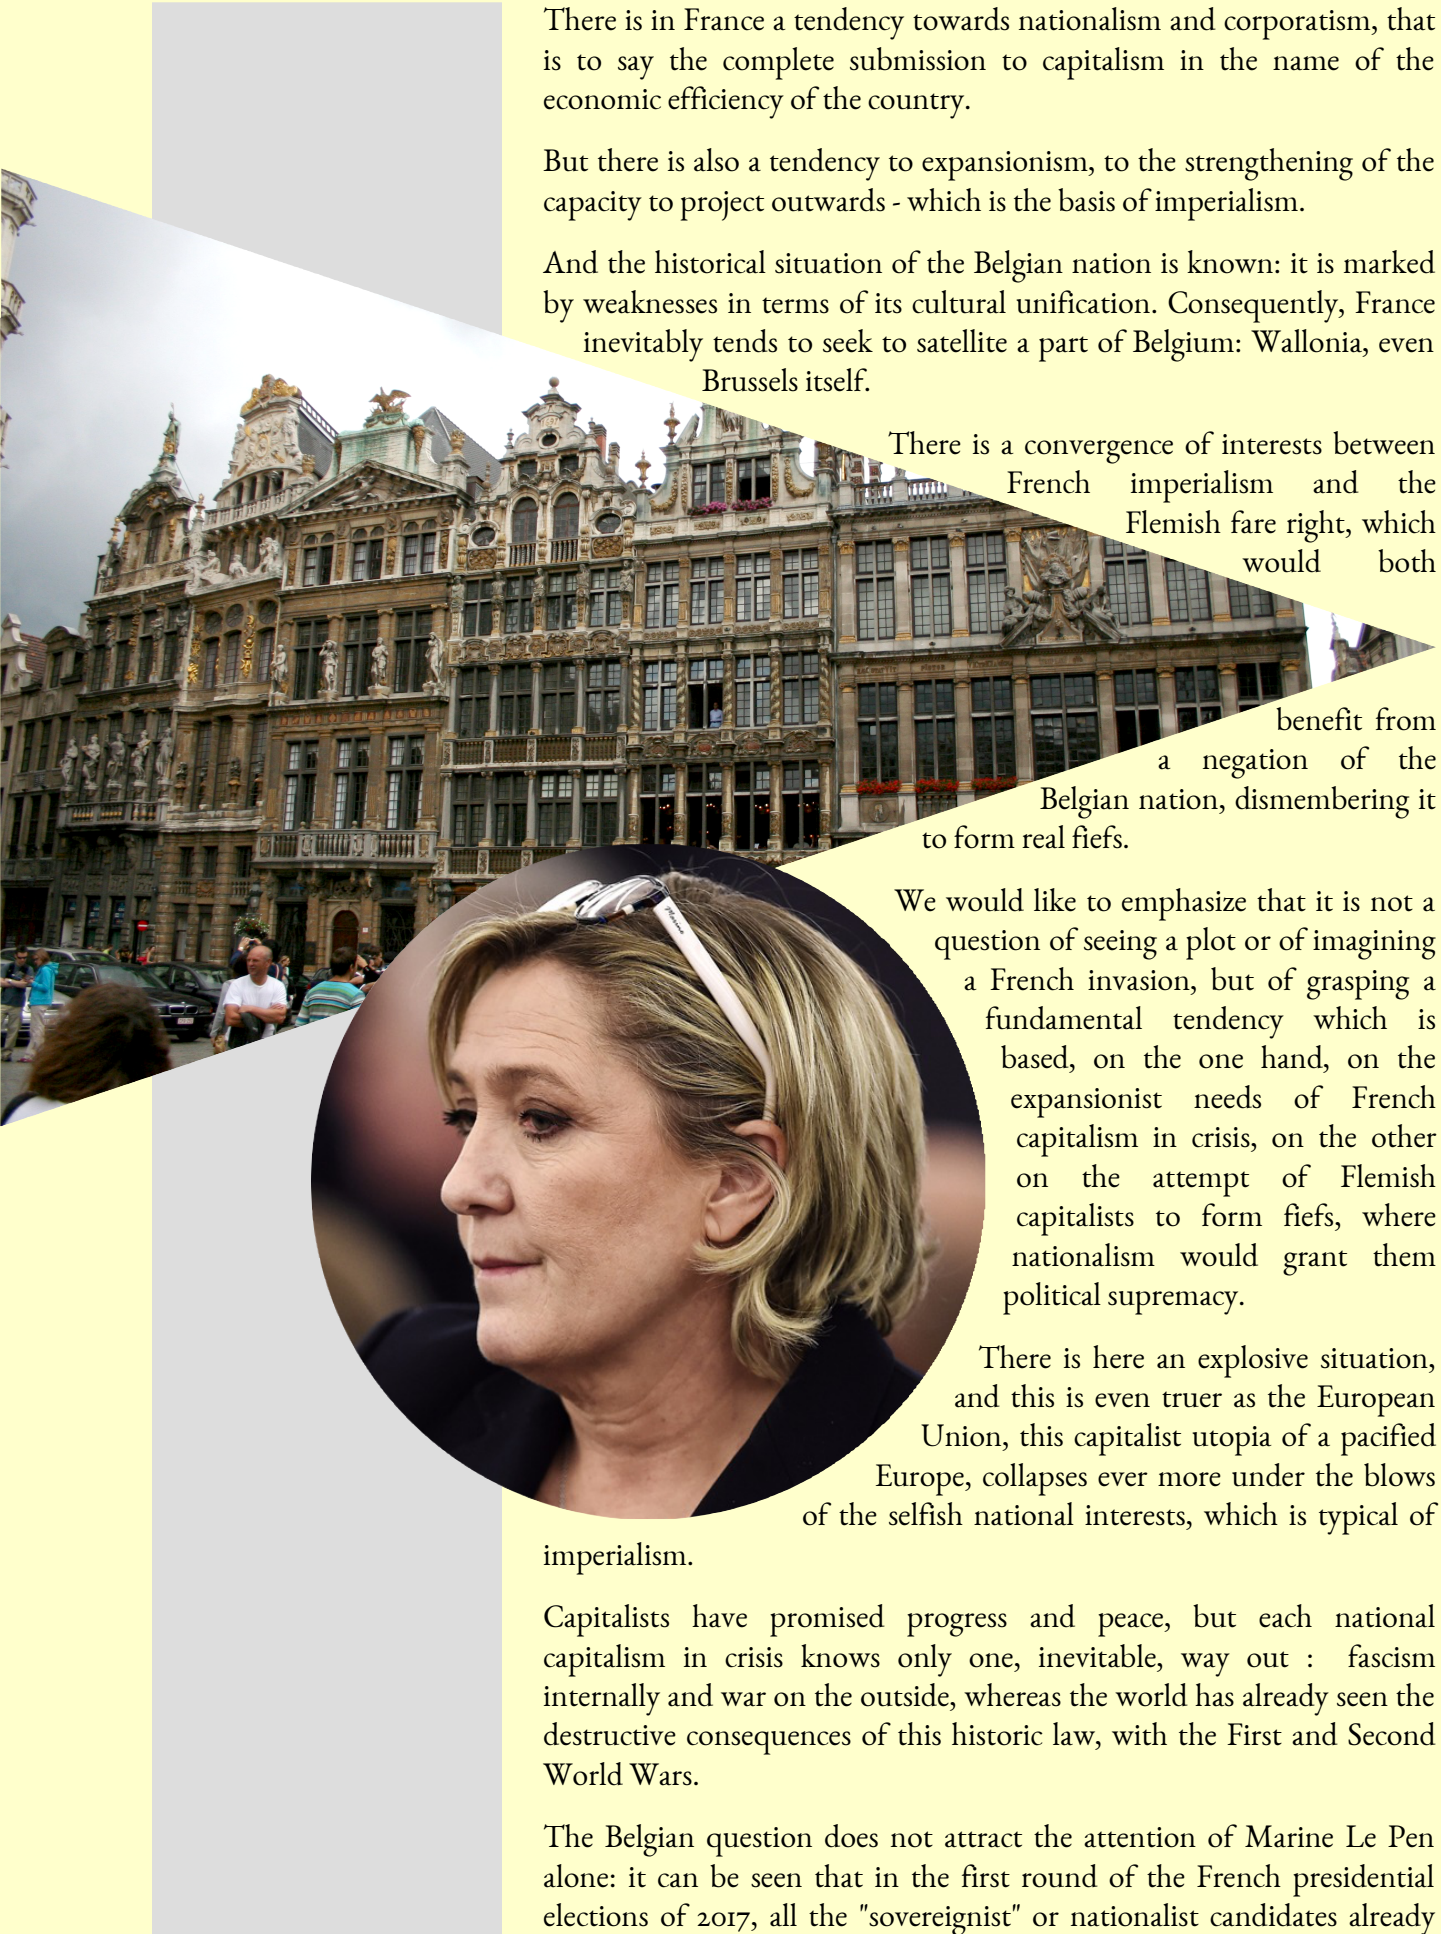 There is in France a tendency towards nationalism and corporatism, that
is to say the complete submission to capitalism in the name of the
economic efficiency of the country.
But there is also a tendency to expansionism, to the strengthening of the
capacity to project outwards - which is the basis of imperialism.
And the historical situation of the Belgian nation is known: it is marked
by weaknesses in terms of its cultural unification. Consequently, France
inevitably tends to seek to satellite a part of Belgium: Wallonia, even
Brussels itself.
There is a convergence of interests between
French imperialism and the
Flemish fare right, which
would both
benefit from
a negation of the
Belgian nation, dismembering it
to form real fiefs.
We would like to emphasize that it is not a
question of seeing a plot or of imagining
a French invasion, but of grasping a
fundamental tendency which is
based, on the one hand, on the
expansionist needs of French
capitalism in crisis, on the other
on the attempt of Flemish
capitalists to form fiefs, where
nationalism would grant them
political supremacy.
There is here an explosive situation,
and this is even truer as the European
Union, this capitalist utopia of a pacified
Europe, collapses ever more under the blows
of the selfish national interests, which is typical of
imperialism.
Capitalists have promised progress and peace, but each national
capitalism in crisis knows only one, inevitable, way out : fascism
internally and war on the outside, whereas the world has already seen the
destructive consequences of this historic law, with the First and Second
World Wars.
The Belgian question does not attract the attention of Marine Le Pen
alone: it can be seen that in the first round of the French presidential
elections of 2017, all the "sovereignist" or nationalist candidates already
Marine